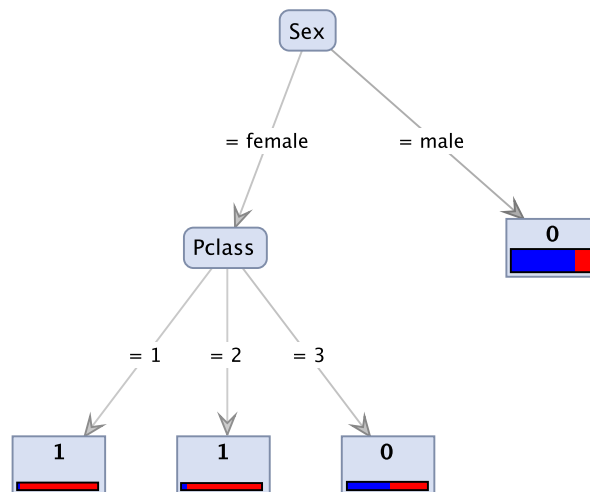 Sex
= female
= male
0
Pclass
= 1
= 2
= 3
1
1
0